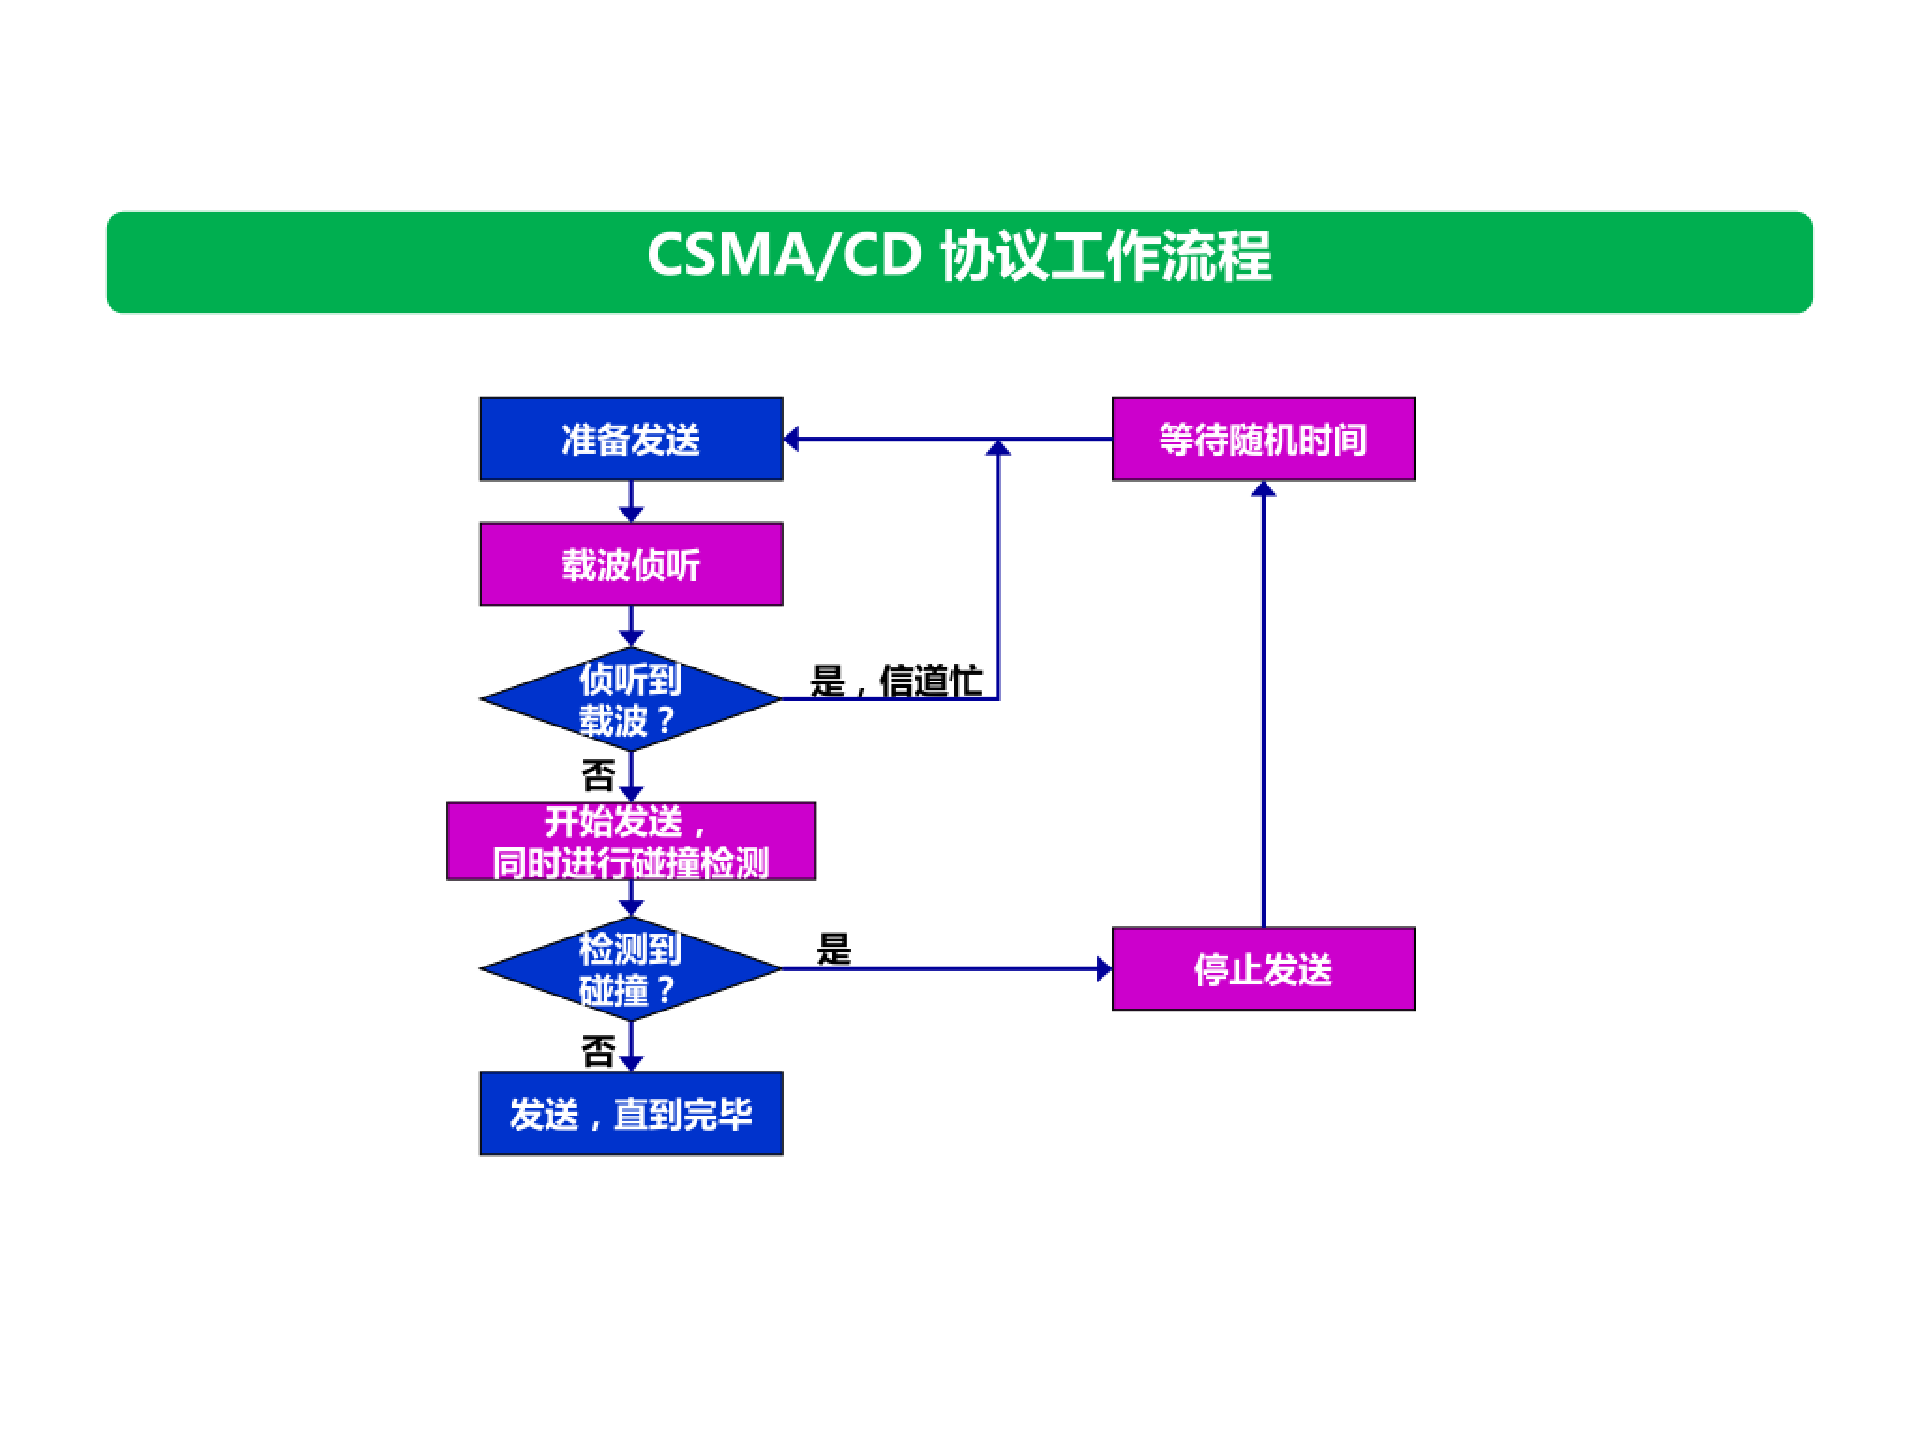 CSMA/CD 协议工作流程
准备发送
等待随机时间
载波侦听
侦听到
载波？
是，信道忙
否
开始发送，
同时进行碰撞检测
检测到
碰撞？
是
停止发送
否
发送，直到完毕